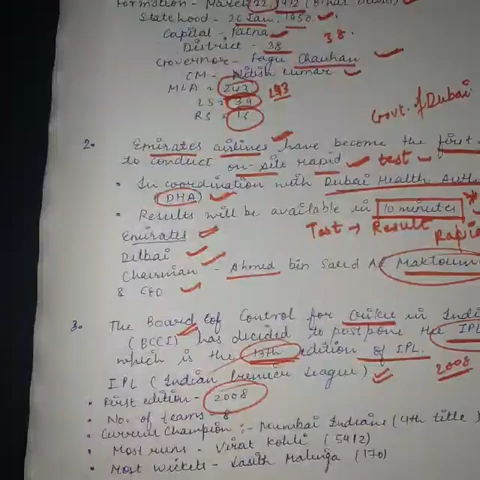 Formation - March 22, 1912 (Bihar Diwas)
Statehood - 26 Jan, 1950
Capital - Patna
District - 38
38.
Governor - Fagu Chauhan
CM - Nitish Kumar
MLA - 243
243
LS - 39
RS - 16
Govt. of Dubai
2. Emirates airlines have become the first
to conduct on-site rapid test
• In coordination with Dubai Health Auth
(DHA)
• Results will be available in 10 minutes
Test → Result Rapid
Emirates
Dubai
Chairman - Ahmed bin Saeed Al Maktoum
& CEO
3. The Board of Control for Cricket in Indi
(BCCI) has decided to postpone the IPL
which is the 13th edition of IPL.
IPL (Indian Premier League)
2008
• First edition - 2008
• No. of teams - 8
• Current Champion :- Mumbai Indians (4th title)
• Most runs - Virat Kohli (5412)
• Most wickets - Lasith Malinga (170)